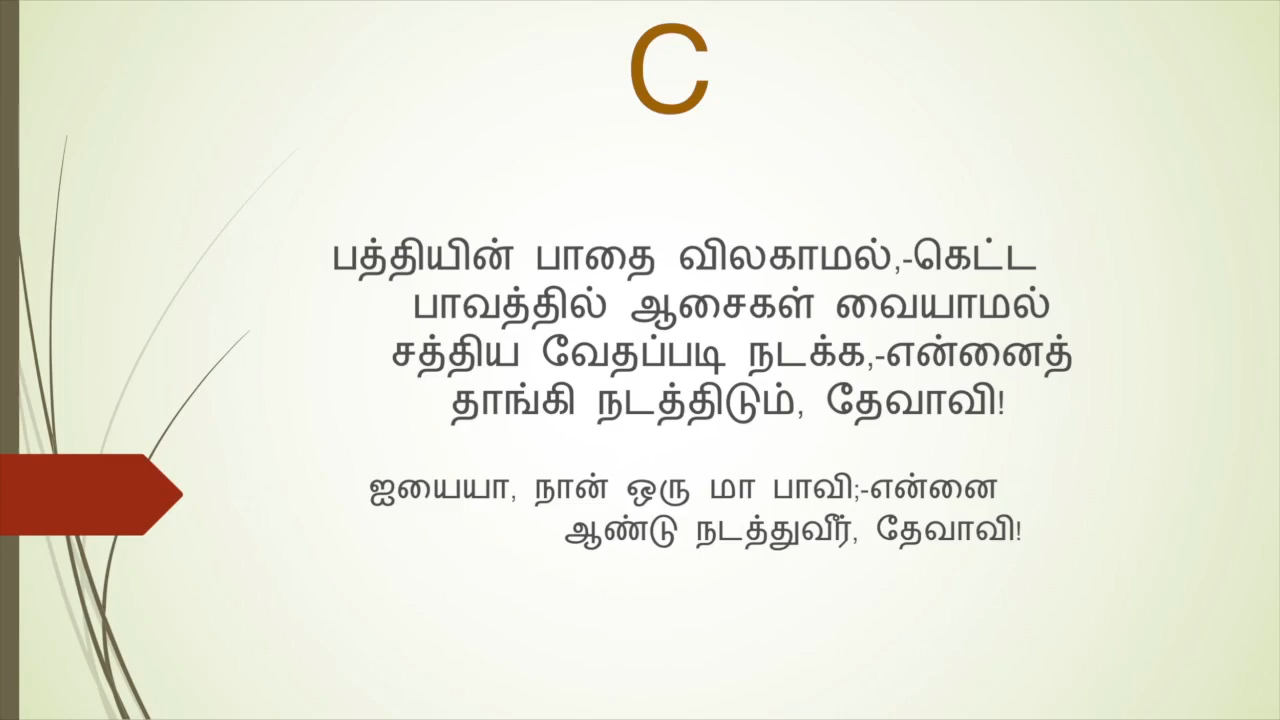 C
பத்தியின் பாதை விலகாமல்,-கெட்ட
பாவத்தில் ஆசைகள் வையாமல்
சத்திய வேதப்படி நடக்க,-என்னைத்
தாங்கி நடத்திடும், தேவாவி!
ஐயையா, நான் ஒரு மா பாவி;-என்னை
ஆண்டு நடத்துவீர், தேவாவி!